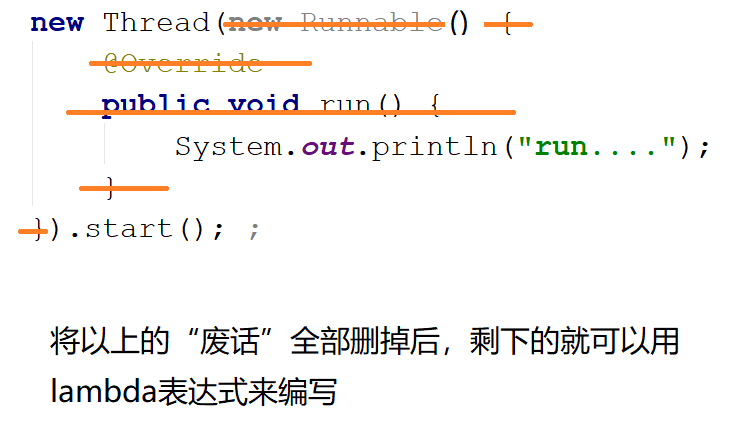 new Thread(new Runnable() {
@Override
public void run() {
System.out.println("run....");
}
}).start(); ;
将以上的“废话”全部删掉后，剩下的就可以用
lambda表达式来编写